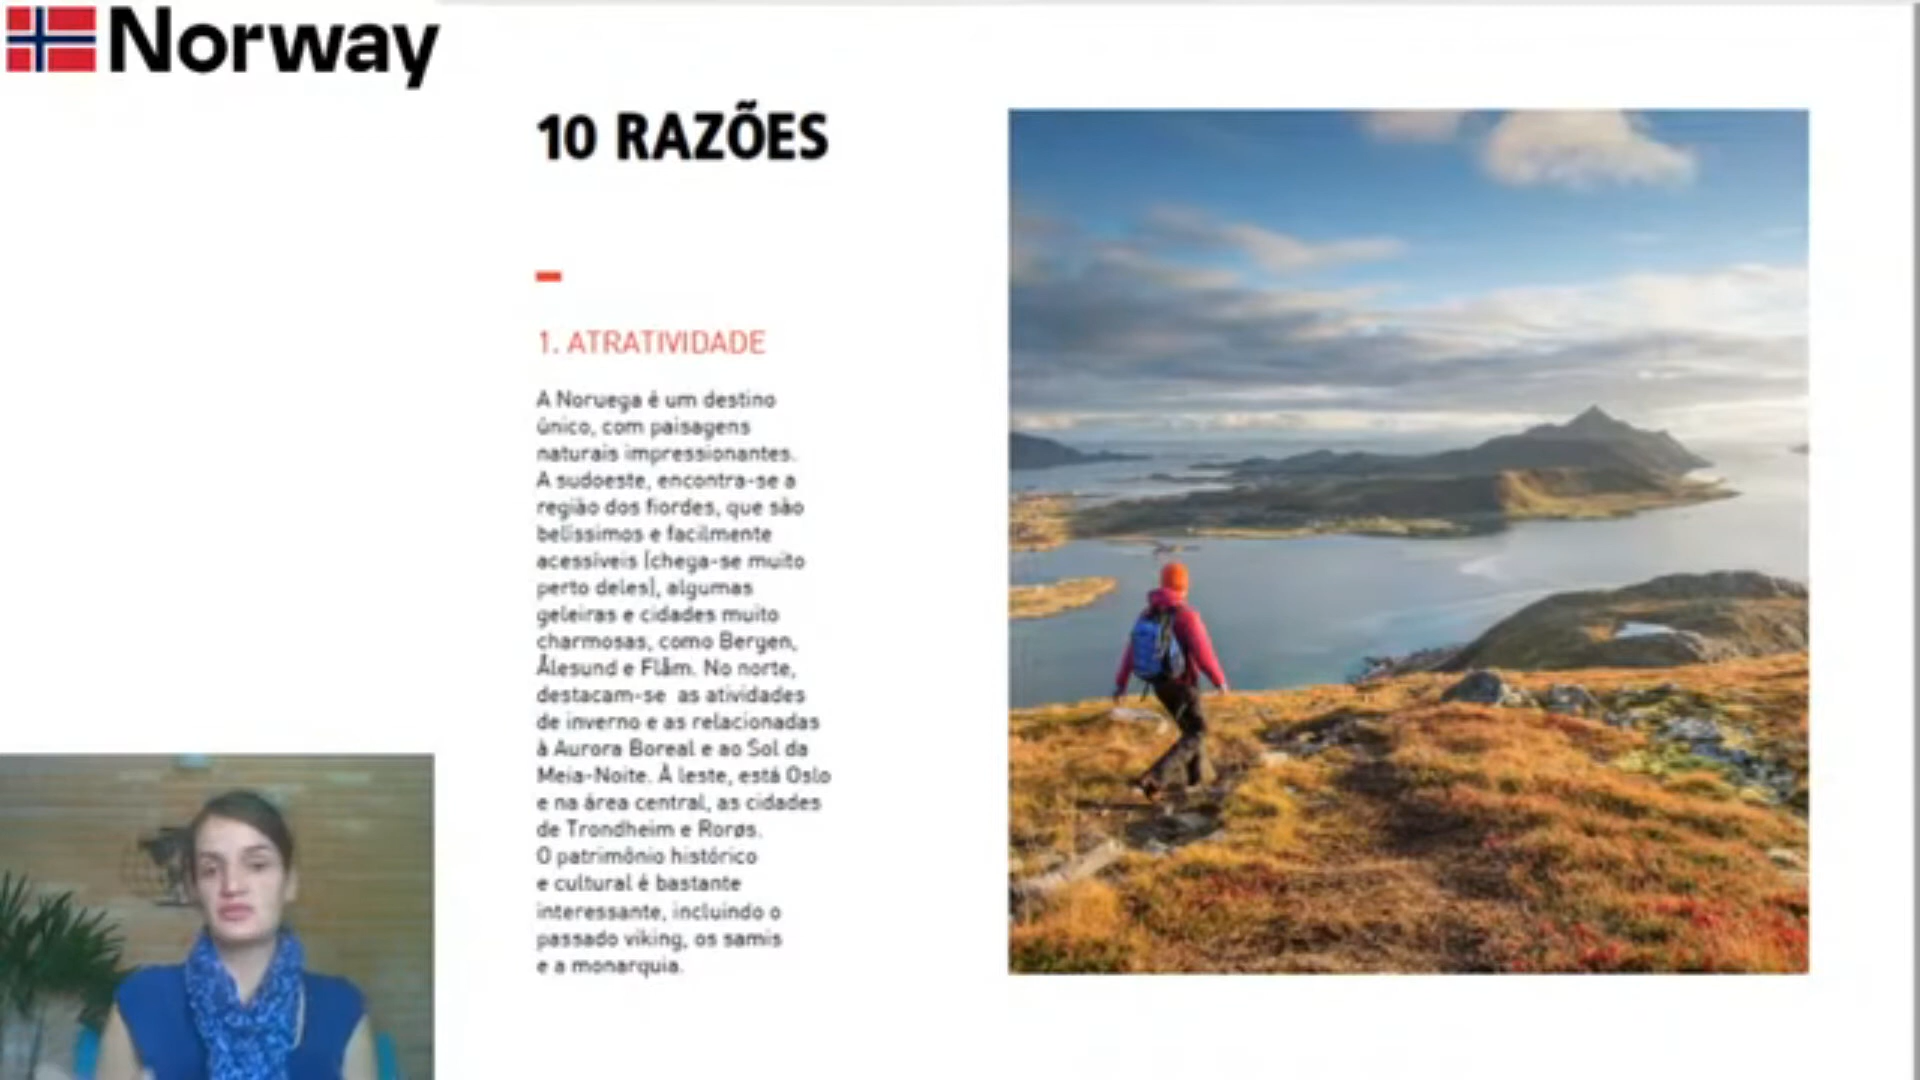 Norway
10 RAZÕES
1. ATRATIVIDADE
A Noruega é um destino
único, com paisagens
naturais impressionantes.
A sudoeste, encontra-se a
região dos fiordes, que são
belíssimos e facilmente
acessíveis (chega-se muito
perto deles), algumas
geleiras e cidades muito
charmosas, como Bergen,
Ålesund e Flåm. No norte,
destacam-se as atividades
de inverno e as relacionadas
à Aurora Boreal e ao Sol da
Meia-Noite. À leste, está Oslo
e na área central, as cidades
de Trondheim e Rorøs.
O patrimônio histórico
e cultural é bastante
interessante, incluindo o
passado viking, os samis
e a monarquia.